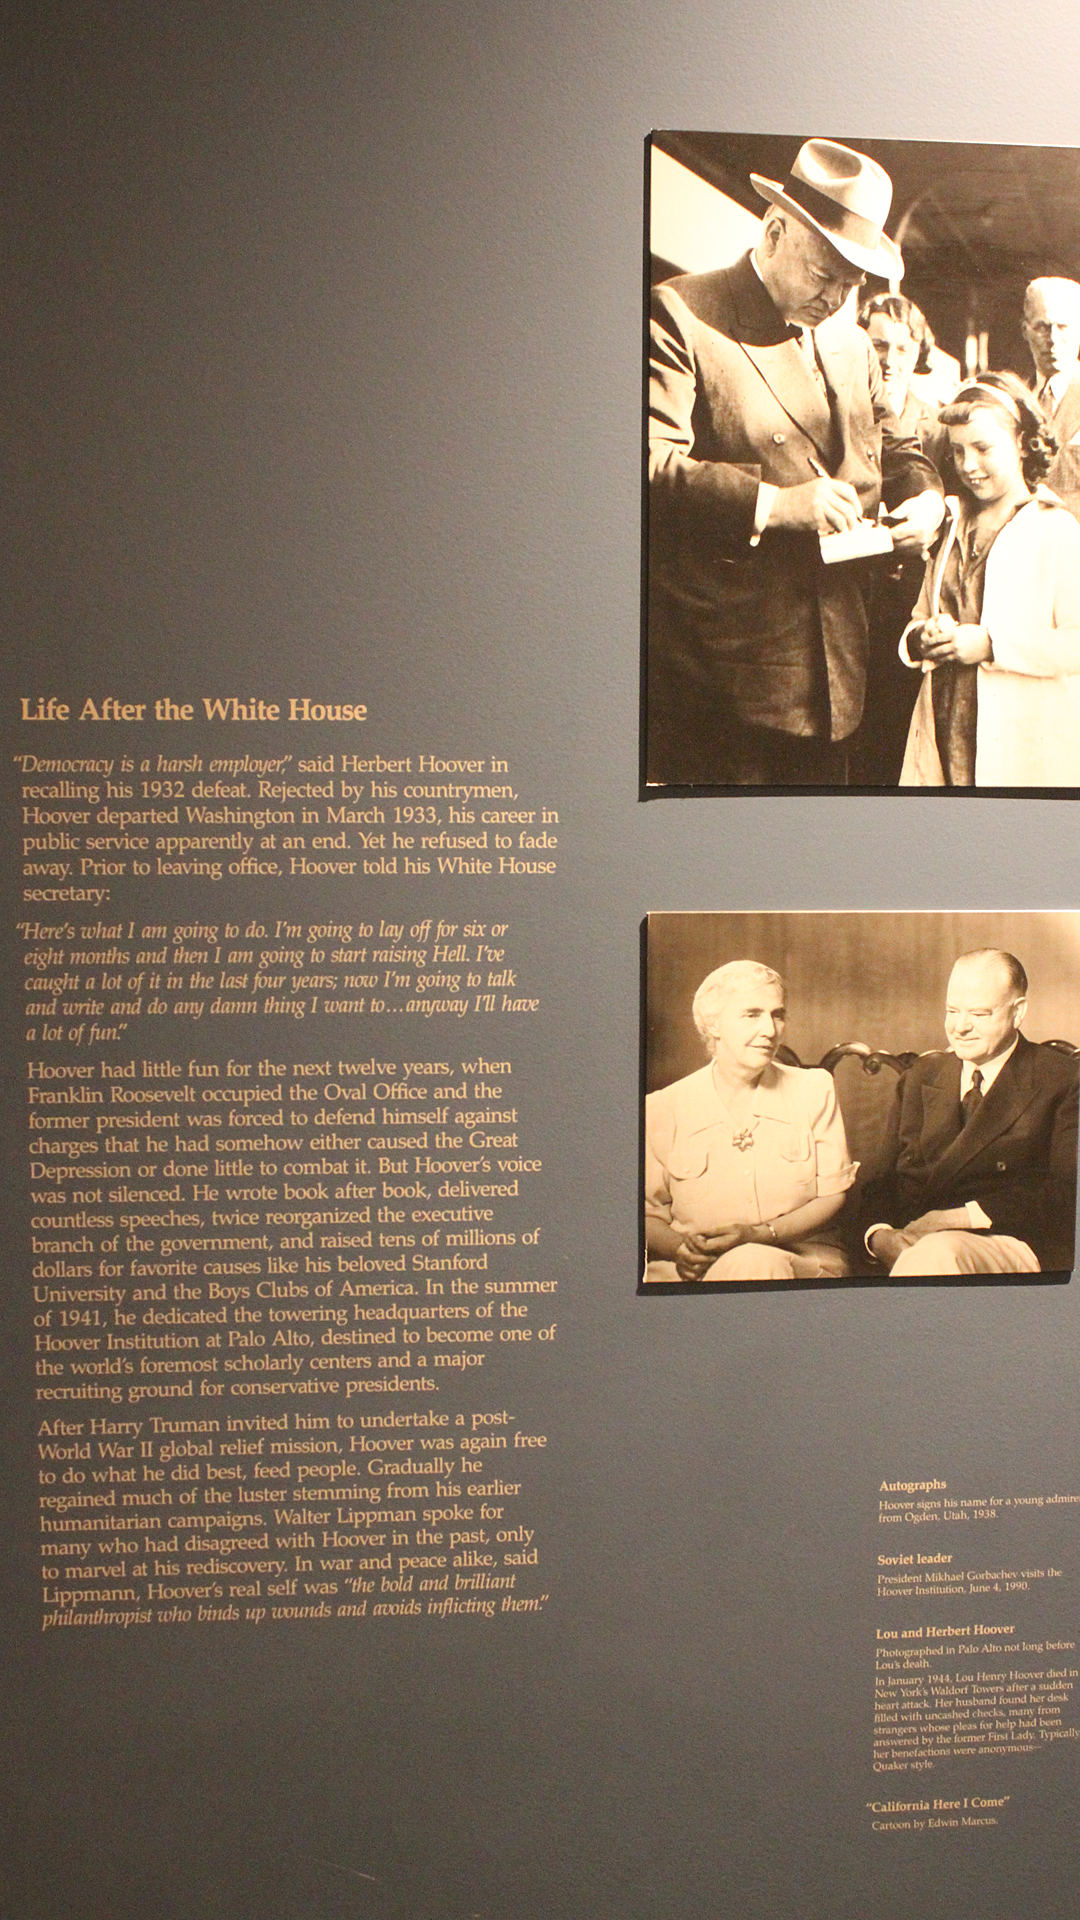 Life After the White House
“Democracy is a harsh employer,” said Herbert Hoover in
recalling his 1932 defeat. Rejected by his countrymen,
Hoover departed Washington in March 1933, his career in
public service apparently at an end. Yet he refused to fade
away. Prior to leaving office, Hoover told his White House
secretary:
“Here’s what I am going to do. I’m going to lay off for six or
eight months and then I am going to start raising Hell. I’ve
caught a lot of it in the last four years; now I’m going to talk
and write and do any damn thing I want to…anyway I’ll have
a lot of fun.”
Hoover had little fun for the next twelve years, when
Franklin Roosevelt occupied the Oval Office and the
former president was forced to defend himself against
charges that he had somehow either caused the Great
Depression or done little to combat it. But Hoover’s voice
was not silenced. He wrote book after book, delivered
countless speeches, twice reorganized the executive
branch of the government, and raised tens of millions of
dollars for favorite causes like his beloved Stanford
University and the Boys Clubs of America. In the summer
of 1941, he dedicated the towering headquarters of the
Hoover Institution at Palo Alto, destined to become one of
the world’s foremost scholarly centers and a major
recruiting ground for conservative presidents.
After Harry Truman invited him to undertake a post-
World War II global relief mission, Hoover was again free
to do what he did best, feed people. Gradually he
regained much of the luster stemming from his earlier
humanitarian campaigns. Walter Lippman spoke for
many who had disagreed with Hoover in the past, only
to marvel at his rediscovery. In war and peace alike, said
Lippmann, Hoover’s real self was “the bold and brilliant
philanthropist who binds up wounds and avoids inflicting them.”
Autographs
Hoover signs his name for a young admirer
from Ogden, Utah, 1938.
Soviet leader
President Mikhael Gorbachev visits the
Hoover Institution, June 4, 1990.
Lou and Herbert Hoover
Photographed in Palo Alto not long before
Lou’s death.
In January 1944, Lou Henry Hoover died in
New York’s Waldorf Towers after a sudden
heart attack. Her husband found her desk
filled with uncashed checks, many from
strangers whose pleas for help had been
answered by the former First Lady. Typically
her benefactions were anonymous—
Quaker style.
“California Here I Come”
Cartoon by Edwin Marcus.